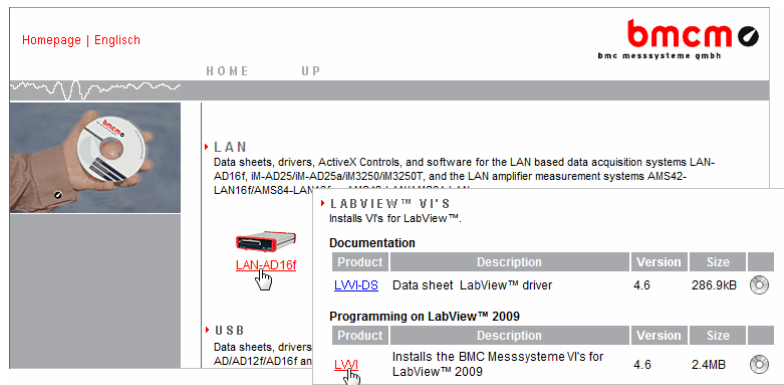 Homepage | Englisch
bmcm
bmc messsysteme gmbh
HOME UP
bmcm
LAN
Data sheets, drivers, ActiveX Controls, and software for the LAN based data acquisition systems LAN-
AD16f, iM-AD25/iM-AD25a/iM3250/iM3250T, and the LAN amplifier measurement systems AMS42-
LAN16f/AMS84-LAN16f
LAN-AD16f
USB
Data sheets, drivers
AD/AD12f/AD16f an
LABVIEW™ VI'S
Installs VI's for LabView™.
Documentation
Product Description Version Size
LVVI-DS Data sheet LabView™ driver 4.6 286.9kB
Programming on LabView™ 2009
Product Description Version Size
LVVI Installs the BMC Messsysteme VI's for
LabView™ 2009 4.6 2.4MB